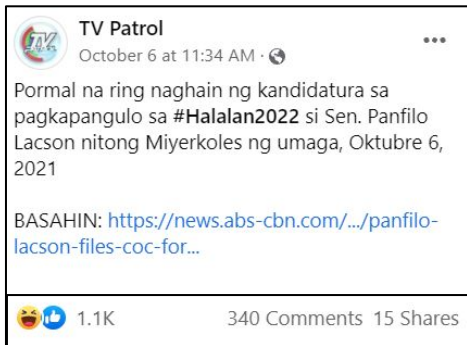 TV Patrol
October 6 at 11:34 AM ·
Pormal na ring naghain ng kandidatura sa
pagkapangulo sa #Halalan2022 si Sen. Panfilo
Lacson nitong Miyerkoles ng umaga, Oktubre 6,
2021
BASAHIN: https://news.abs-cbn.com/.../panfilo-
lacson-files-coc-for...
1.1K 340 Comments 15 Shares